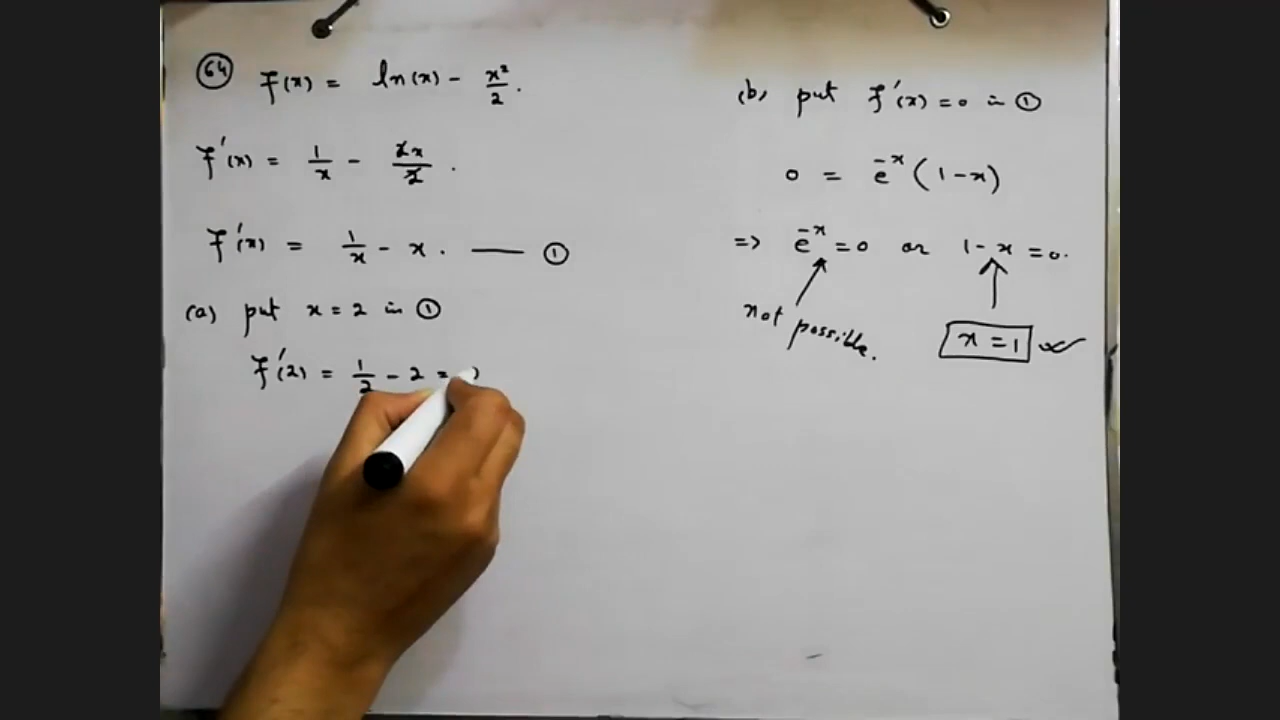 64 f(x) = ln(x) - x²/2 .
f'(x) = 1/x - 2x/2 .
f'(x) = 1/x - x . —— ①
(a) put x = 2 in ①
f'(2) = 1/2 - 2 =
(b) put f'(x) = 0 in ①
0 = e^-x (1-x)
=> e^-x = 0 or 1-x = 0.
not possible.
x = 1